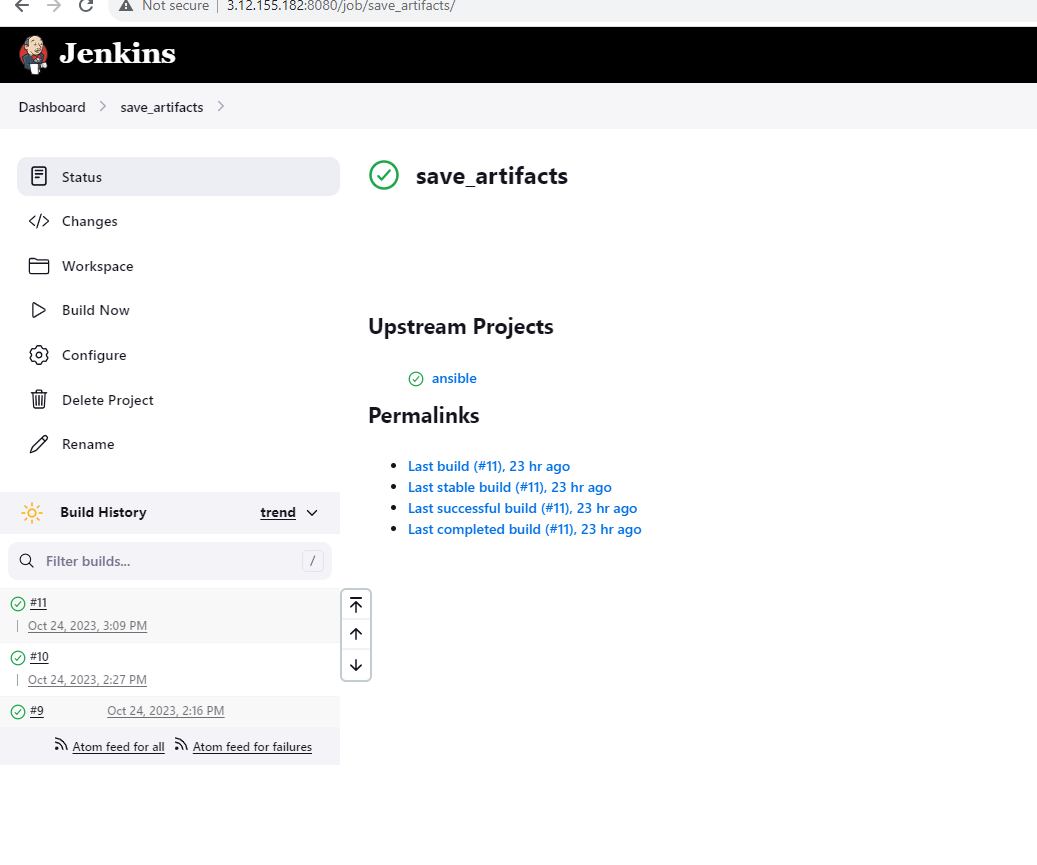 Not secure | 3.12.155.182:8080/job/save_artifacts/
Jenkins
Dashboard > save_artifacts >
Status
Changes
Workspace
Build Now
Configure
Delete Project
Rename
Build History trend
Filter builds... /
#11
| Oct 24, 2023, 3:09 PM
#10
| Oct 24, 2023, 2:27 PM
#9 Oct 24, 2023, 2:16 PM
Atom feed for all Atom feed for failures
save_artifacts
Upstream Projects
ansible
Permalinks
• Last build (#11), 23 hr ago
• Last stable build (#11), 23 hr ago
• Last successful build (#11), 23 hr ago
• Last completed build (#11), 23 hr ago